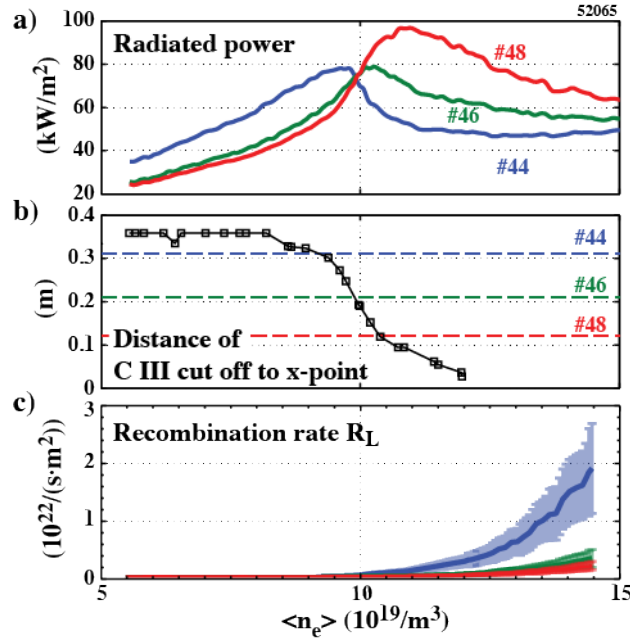 52065
a)
100
80
60
40
20
(kW/m²)
Radiated power
#48
#46
#44
b)
0.4
0.3
0.2
0.1
0
(m)
#44
#46
#48
Distance of
C III cut off to x-point
c)
3
2
1
0
(10²²/(s·m²))
Recombination rate R_L
5
10
15
<n_e> (10¹⁹/m³)